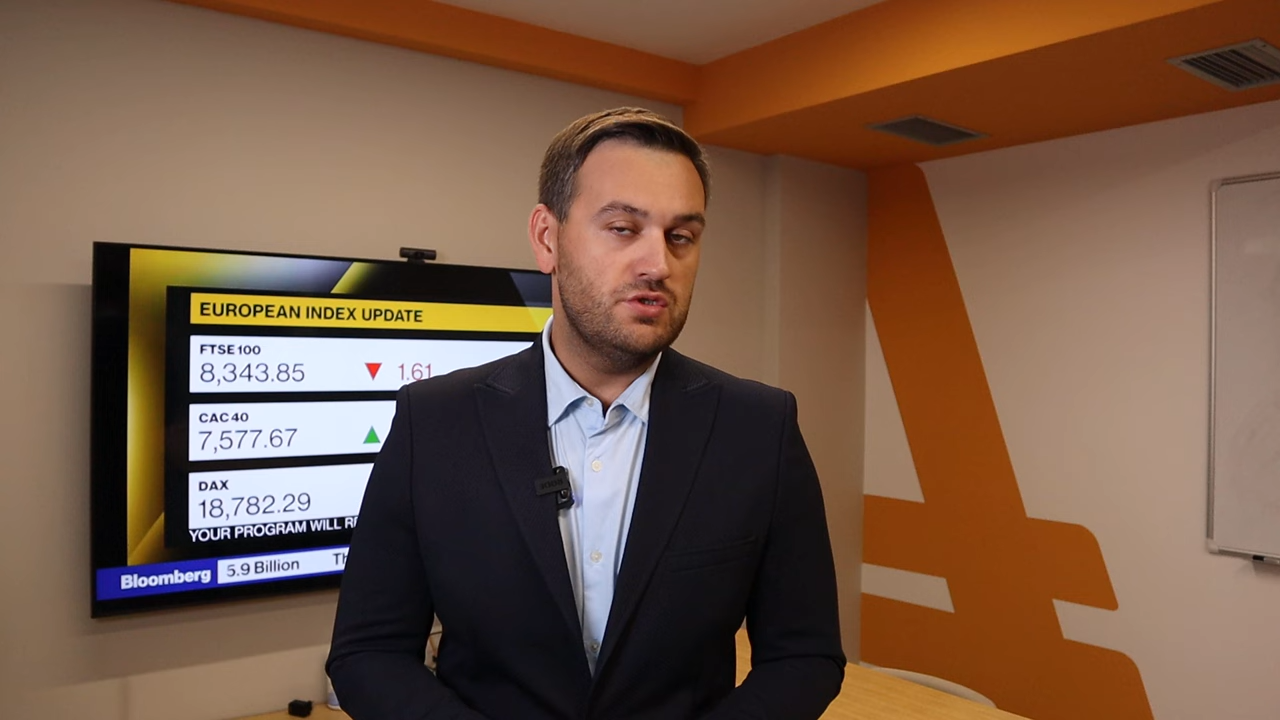 EUROPEAN INDEX UPDATE
FTSE 100
8,343.85 ▼ 1.61
CAC 40
7,577.67 ▲
DAX
18,782.29
YOUR PROGRAM WILL
Bloomberg 5.9 Billion